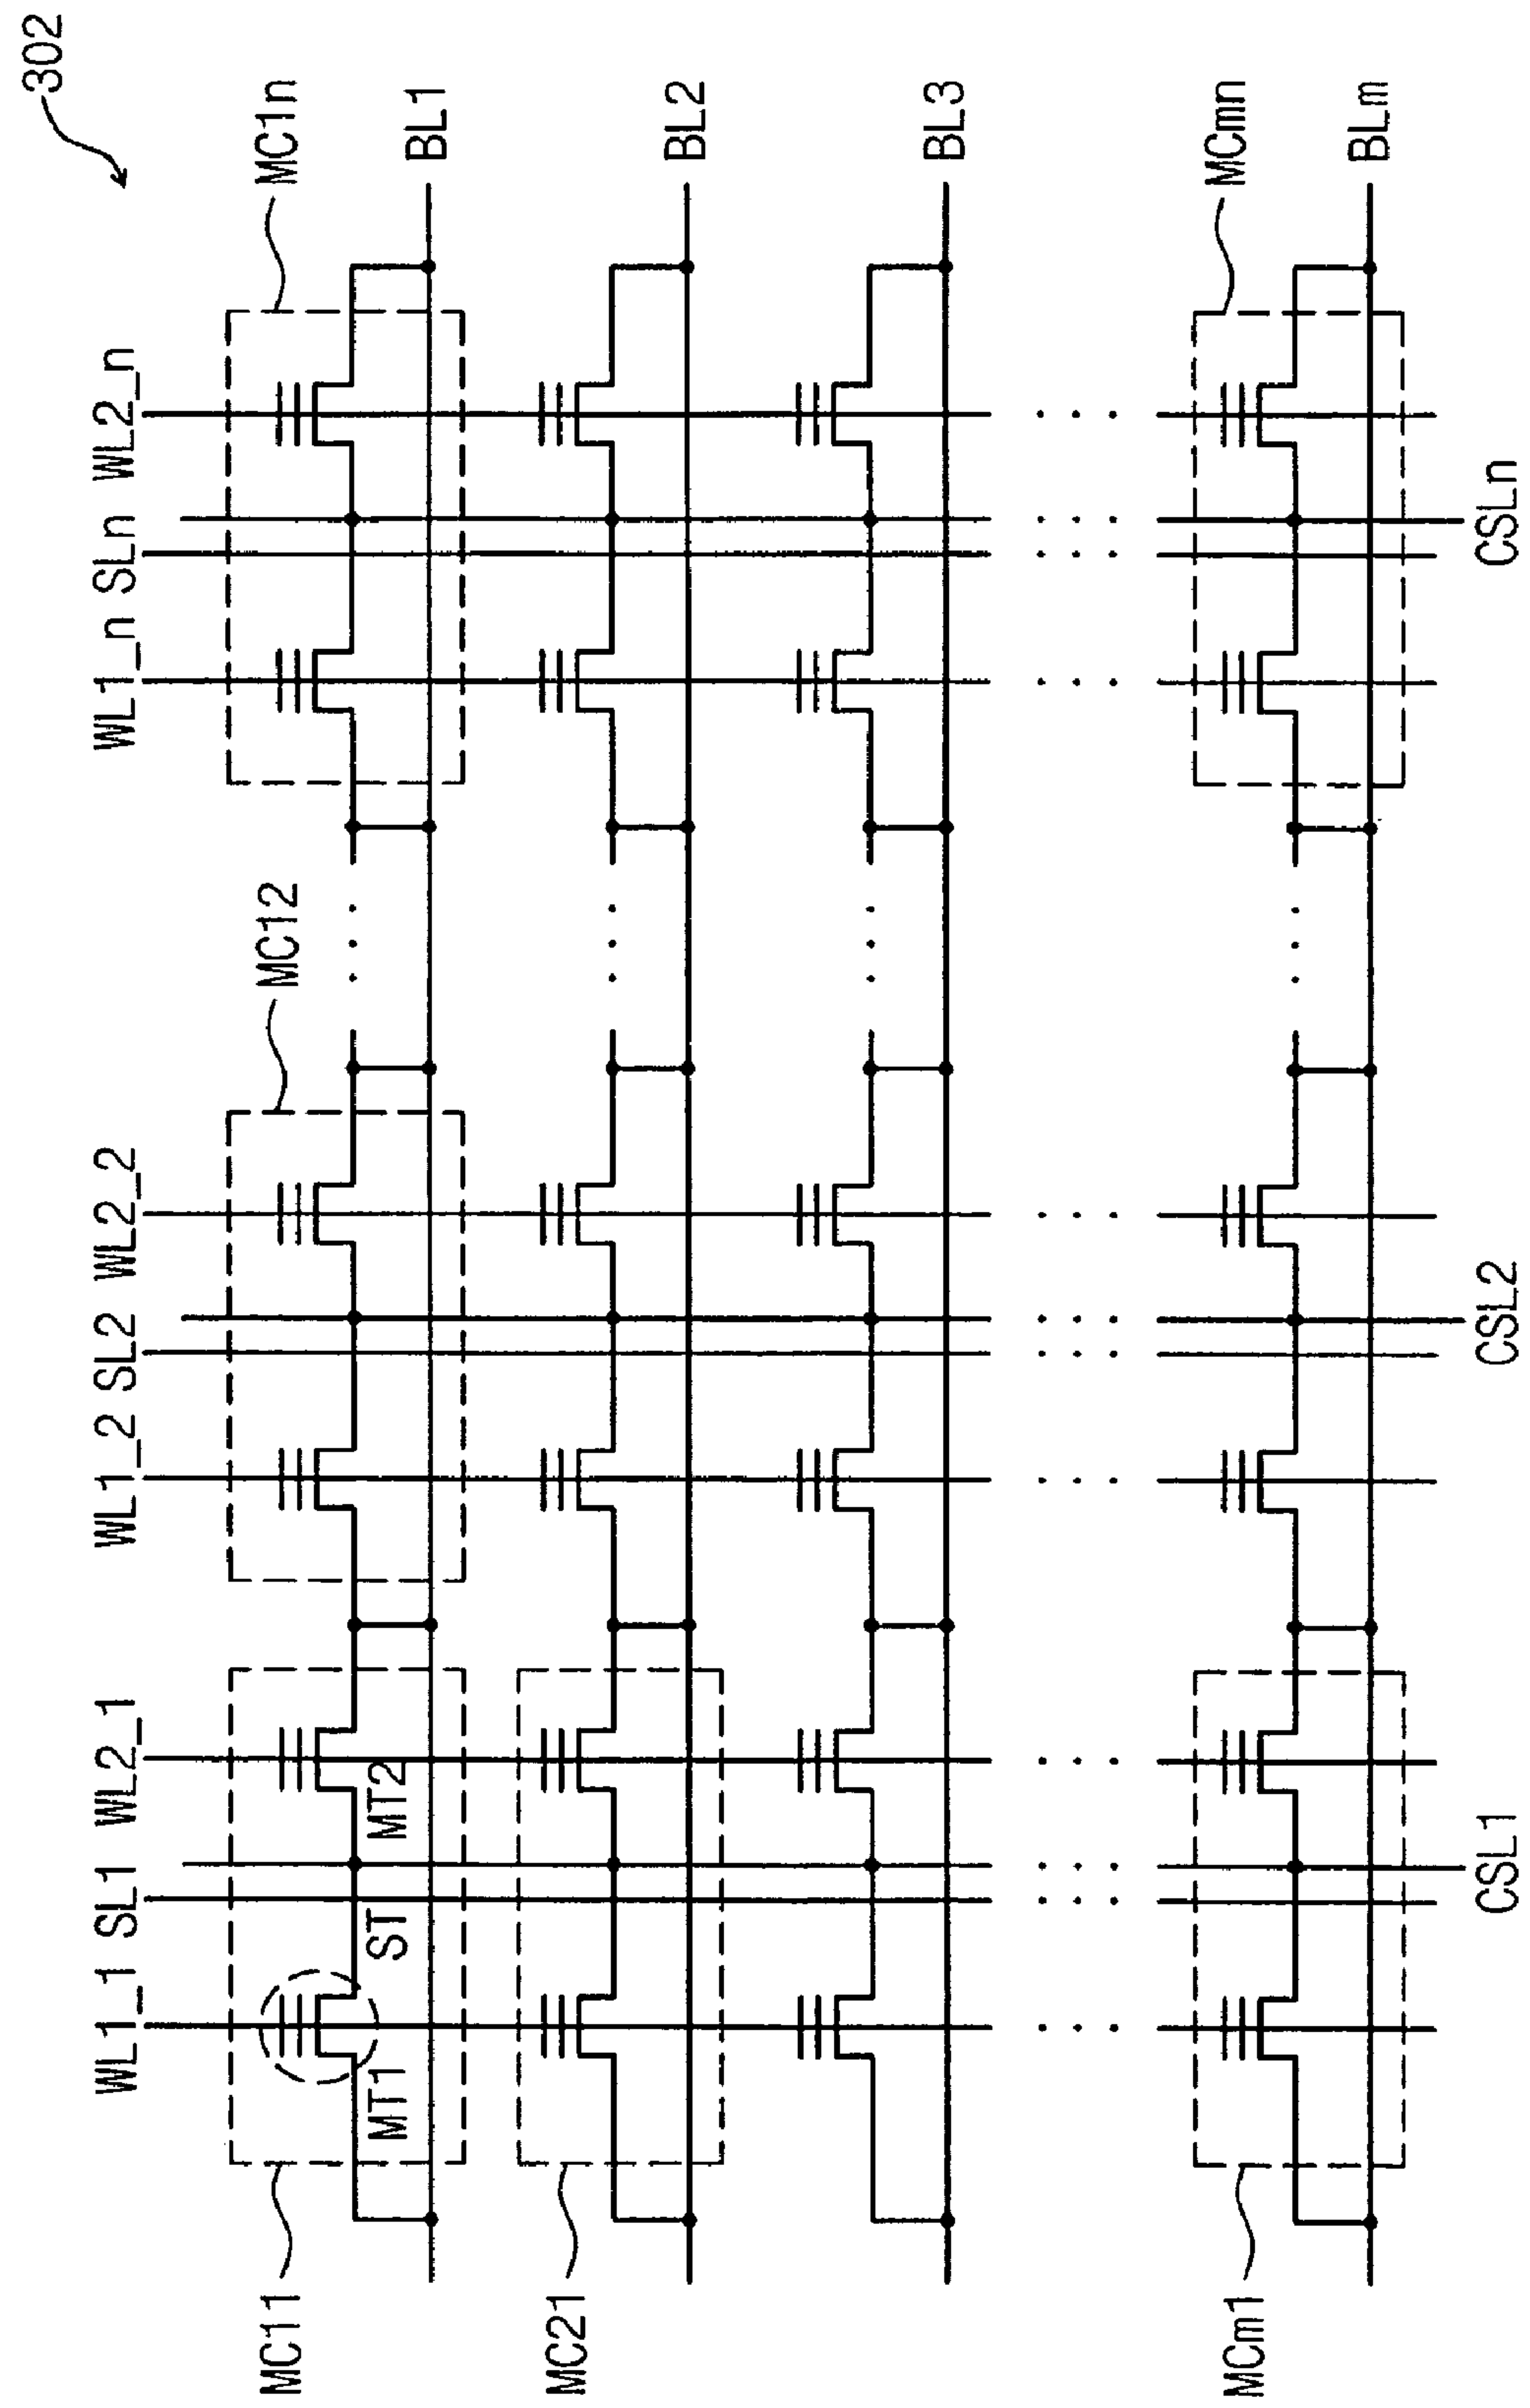 302
WL1_1 SL1 WL2_1 WL1_2 SL2 WL2_2 WL1_n SLn WL2_n
MC11 MC12 MC1n
MT1 ST MT2
BL1
MC21
BL2
BL3
MCm1 MCmn
BLm
CSL1 CSL2 CSLn